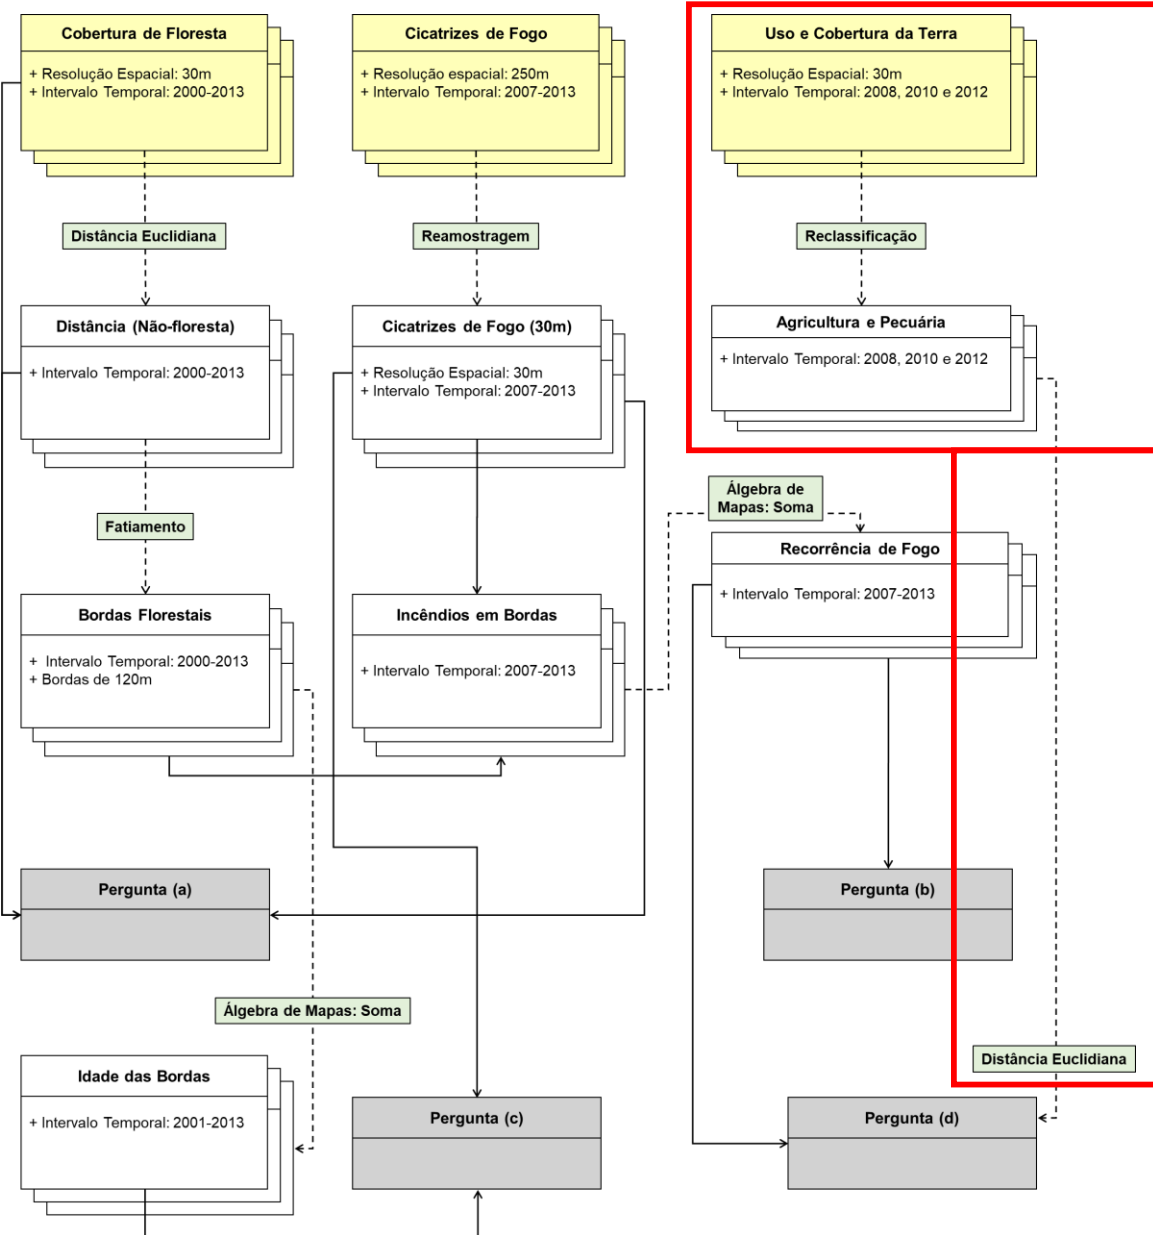 Cobertura de Floresta
+ Resolução Espacial: 30m
+ Intervalo Temporal: 2000-2013
Cicatrizes de Fogo
+ Resolução espacial: 250m
+ Intervalo Temporal: 2007-2013
Uso e Cobertura da Terra
+ Resolução Espacial: 30m
+ Intervalo Temporal: 2008, 2010 e 2012
Distância Euclidiana
Reamostragem
Reclassificação
Distância (Não-floresta)
+ Intervalo Temporal: 2000-2013
Cicatrizes de Fogo (30m)
+ Resolução Espacial: 30m
+ Intervalo Temporal: 2007-2013
Agricultura e Pecuária
+ Intervalo Temporal: 2008, 2010 e 2012
Fatiamento
Álgebra de
Mapas: Soma
Recorrência de Fogo
+ Intervalo Temporal: 2007-2013
Bordas Florestais
+ Intervalo Temporal: 2000-2013
+ Bordas de 120m
Incêndios em Bordas
+ Intervalo Temporal: 2007-2013
Pergunta (a)
Pergunta (b)
Álgebra de Mapas: Soma
Distância Euclidiana
Idade das Bordas
+ Intervalo Temporal: 2001-2013
Pergunta (c)
Pergunta (d)